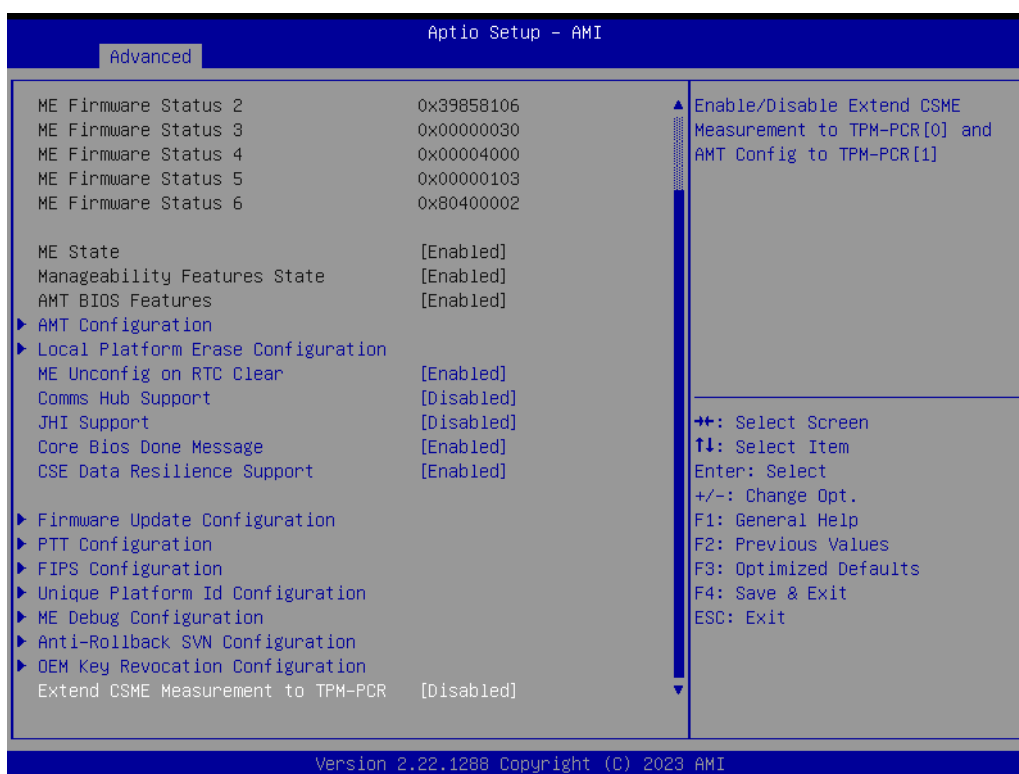 Aptio Setup - AMI
Advanced
ME Firmware Status 2 0x39858106
ME Firmware Status 3 0x00000030
ME Firmware Status 4 0x00004000
ME Firmware Status 5 0x00000103
ME Firmware Status 6 0x80400002
ME State [Enabled]
Manageability Features State [Enabled]
AMT BIOS Features [Enabled]
AMT Configuration
Local Platform Erase Configuration
ME Unconfig on RTC Clear [Enabled]
Comms Hub Support [Disabled]
JHI Support [Disabled]
Core Bios Done Message [Enabled]
CSE Data Resilience Support [Enabled]
Firmware Update Configuration
PTT Configuration
FIPS Configuration
Unique Platform Id Configuration
ME Debug Configuration
Anti-Rollback SVN Configuration
OEM Key Revocation Configuration
Extend CSME Measurement to TPM-PCR [Disabled]
Enable/Disable Extend CSME
Measurement to TPM-PCR[0] and
AMT Config to TPM-PCR[1]
→←: Select Screen
↑↓: Select Item
Enter: Select
+/-: Change Opt.
F1: General Help
F2: Previous Values
F3: Optimized Defaults
F4: Save & Exit
ESC: Exit
Version 2.22.1288 Copyright (C) 2023 AMI